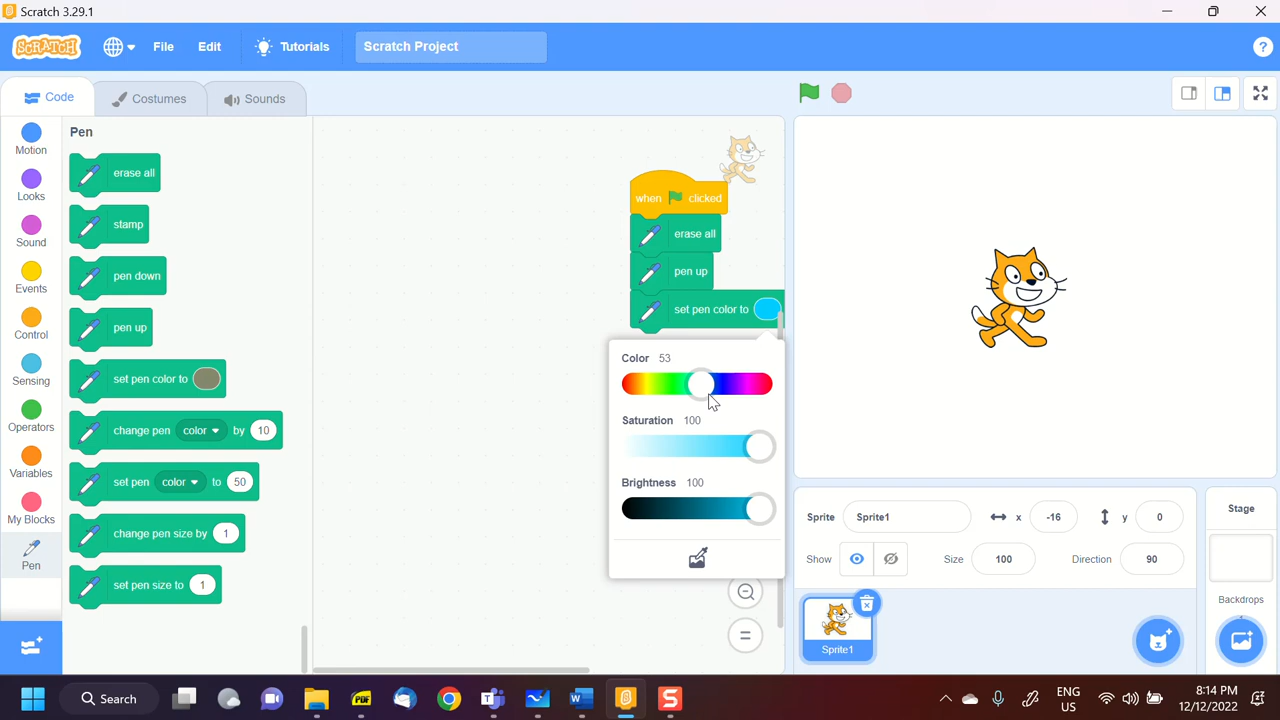 Scratch 3.29.1
SCRATCH
File
Edit
Tutorials
Scratch Project
?
Code
Costumes
Sounds
Motion
Looks
Sound
Events
Control
Sensing
Operators
Variables
My Blocks
Pen
Pen
erase all
stamp
pen down
pen up
set pen color to
change pen color by 10
set pen color to 50
change pen size by 1
set pen size to 1
when clicked
erase all
pen up
set pen color to
Color 53
Saturation 100
Brightness 100
Sprite Sprite1 x -16 y 0
Show Size 100 Direction 90
Sprite1
Stage
Backdrops
Search
PDF
ENG
US
8:14 PM
12/12/2022